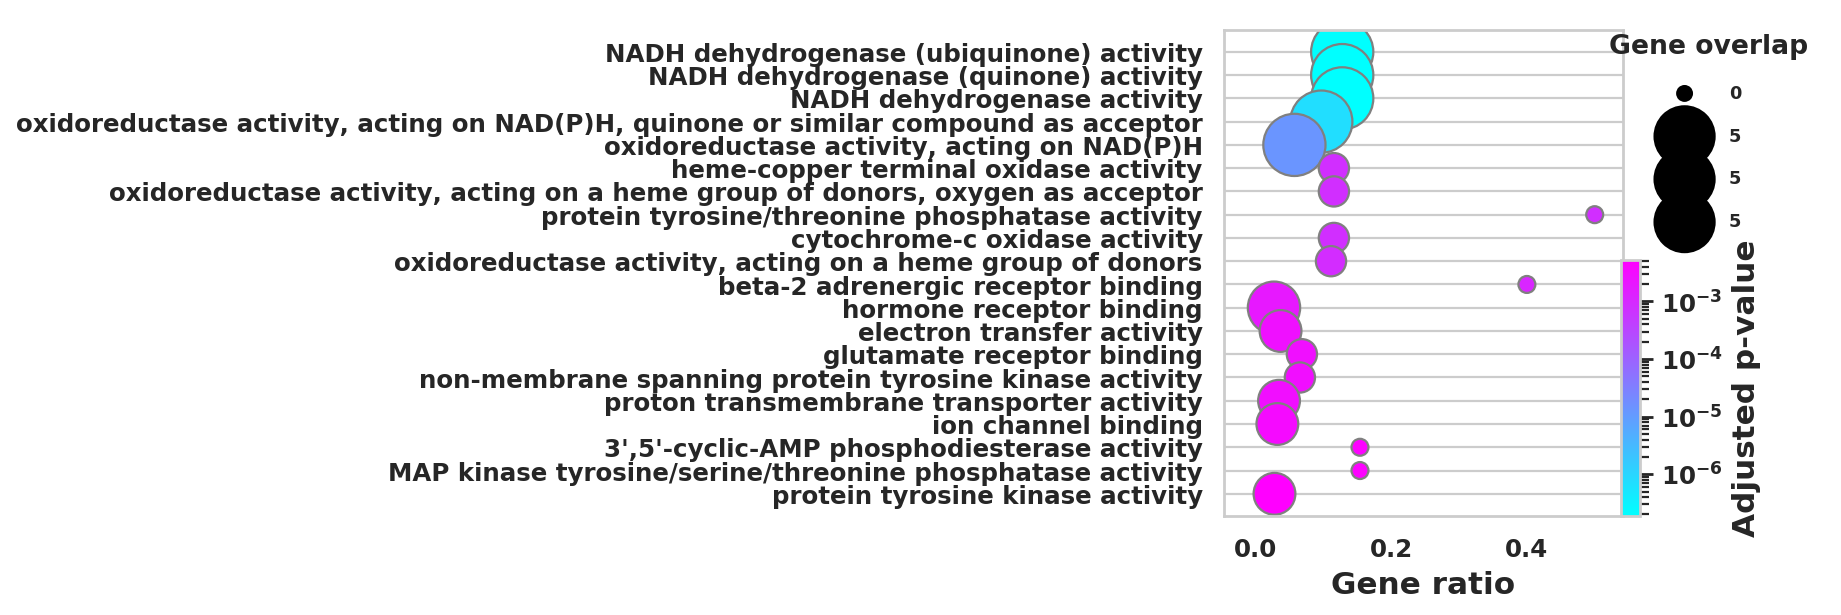 NADH dehydrogenase (ubiquinone) activity
NADH dehydrogenase (quinone) activity
NADH dehydrogenase activity
oxidoreductase activity, acting on NAD(P)H, quinone or similar compound as acceptor
oxidoreductase activity, acting on NAD(P)H
heme-copper terminal oxidase activity
oxidoreductase activity, acting on a heme group of donors, oxygen as acceptor
protein tyrosine/threonine phosphatase activity
cytochrome-c oxidase activity
oxidoreductase activity, acting on a heme group of donors
beta-2 adrenergic receptor binding
hormone receptor binding
electron transfer activity
glutamate receptor binding
non-membrane spanning protein tyrosine kinase activity
proton transmembrane transporter activity
ion channel binding
3',5'-cyclic-AMP phosphodiesterase activity
MAP kinase tyrosine/serine/threonine phosphatase activity
protein tyrosine kinase activity
0.0 0.2 0.4
Gene ratio
Gene overlap
0
5
5
5
10⁻³
10⁻⁴
10⁻⁵
10⁻⁶
Adjusted p-value